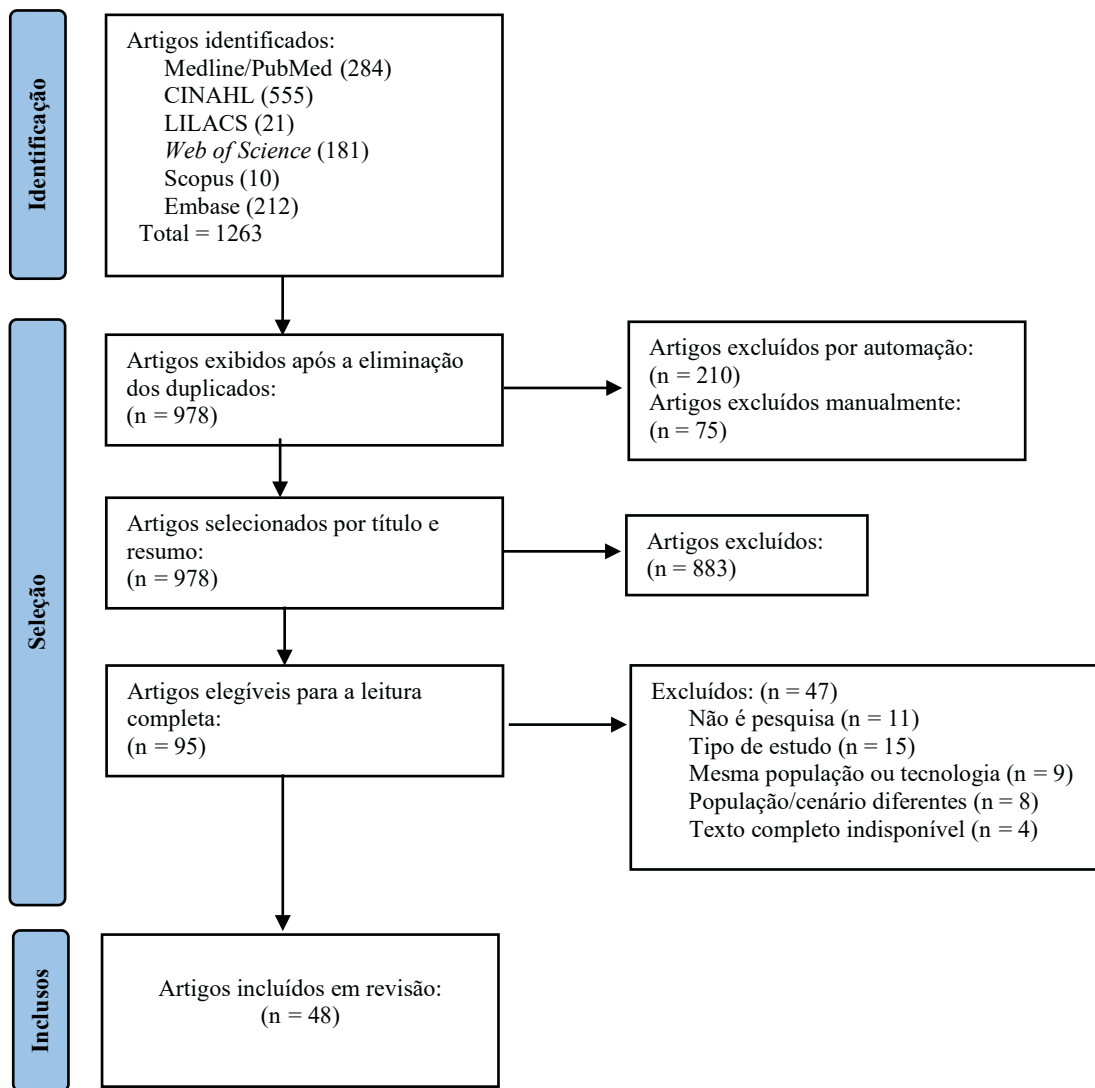 Identificação
Artigos identificados:
Medline/PubMed (284)
CINAHL (555)
LILACS (21)
Web of Science (181)
Scopus (10)
Embase (212)
Total = 1263
Seleção
Artigos exibidos após a eliminação
dos duplicados:
(n = 978)
Artigos excluídos por automação:
(n = 210)
Artigos excluídos manualmente:
(n = 75)
Artigos selecionados por título e
resumo:
(n = 978)
Artigos excluídos:
(n = 883)
Artigos elegíveis para a leitura
completa:
(n = 95)
Excluídos: (n = 47)
Não é pesquisa (n = 11)
Tipo de estudo (n = 15)
Mesma população ou tecnologia (n = 9)
População/cenário diferentes (n = 8)
Texto completo indisponível (n = 4)
Inclusos
Artigos incluídos em revisão:
(n = 48)